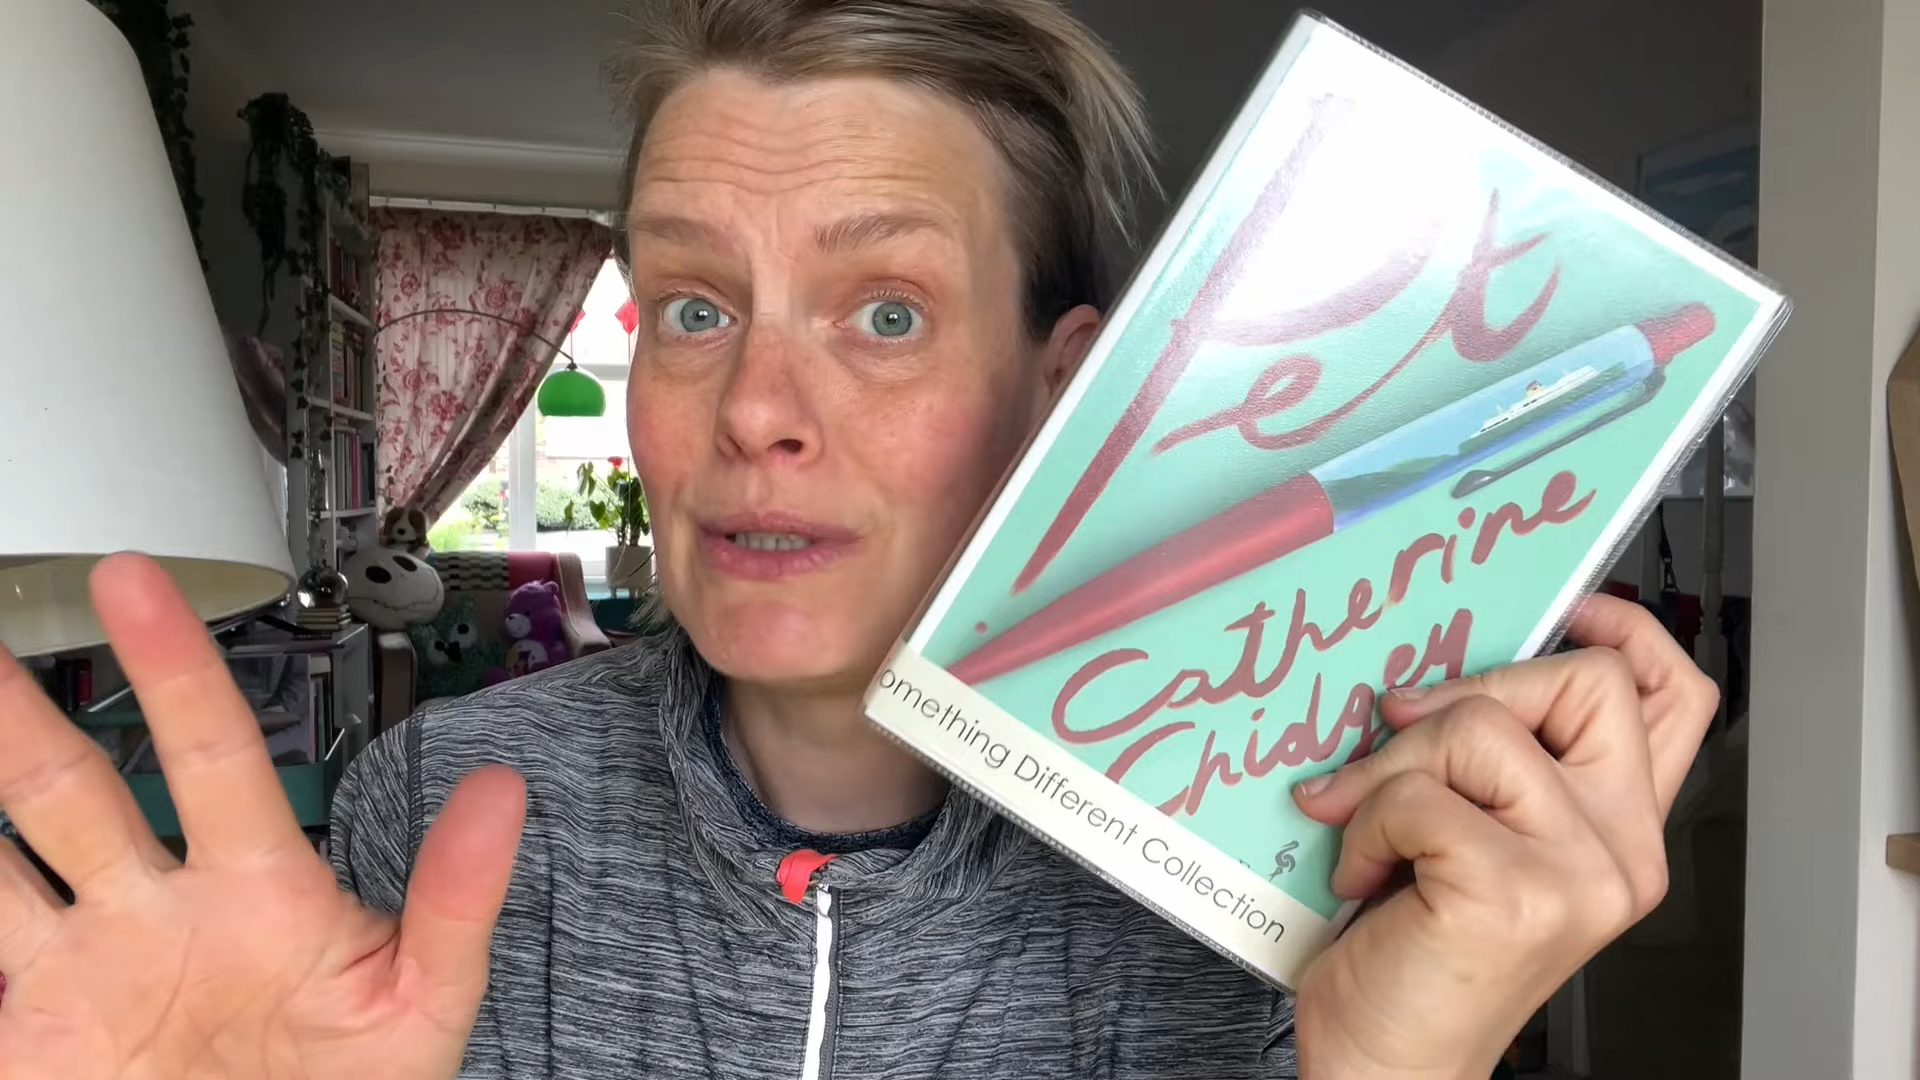 Pet
Catherine
Chidgey
omething Different Collection